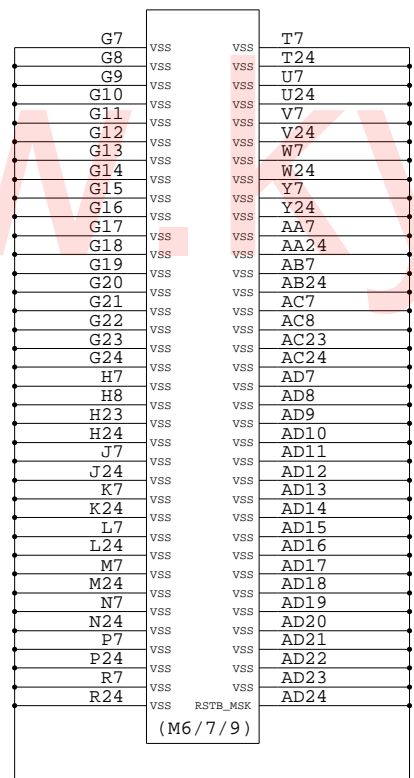 G7 VSS VSS T7
G8 VSS VSS T24
G9 VSS VSS U7
G10 VSS VSS U24
G11 VSS VSS V7
G12 VSS VSS V24
G13 VSS VSS W7
G14 VSS VSS W24
G15 VSS VSS Y7
G16 VSS VSS Y24
G17 VSS VSS AA7
G18 VSS VSS AA24
G19 VSS VSS AB7
G20 VSS VSS AB24
G21 VSS VSS AC7
G22 VSS VSS AC8
G23 VSS VSS AC23
G24 VSS VSS AC24
H7 VSS VSS AD7
H8 VSS VSS AD8
H23 VSS VSS AD9
H24 VSS VSS AD10
J7 VSS VSS AD11
J24 VSS VSS AD12
K7 VSS VSS AD13
K24 VSS VSS AD14
L7 VSS VSS AD15
L24 VSS VSS AD16
M7 VSS VSS AD17
M24 VSS VSS AD18
N7 VSS VSS AD19
N24 VSS VSS AD20
P7 VSS VSS AD21
P24 VSS VSS AD22
R7 VSS VSS AD23
R24 VSS RSTB_MSK AD24
(M6/7/9)
w.ky